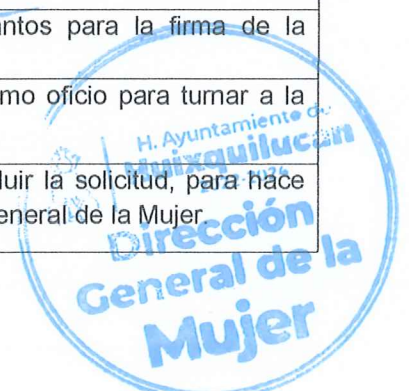 ntos para la firma de la
mo oficio para turnar a la
luir la solicitud, para hace
eneral de la Mujer.
H. Ayuntamiento de
Huixquilucan
Dirección
General de la
Mujer